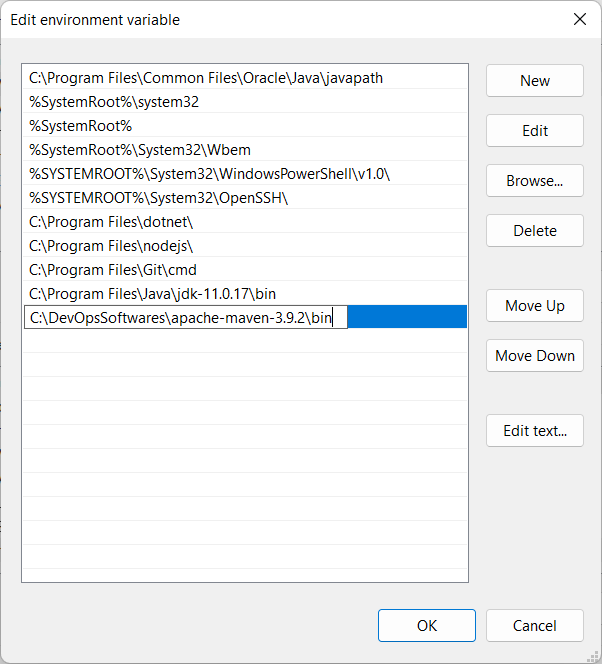 Edit environment variable
C:\Program Files\Common Files\Oracle\Java\javapath
%SystemRoot%\system32
%SystemRoot%
%SystemRoot%\System32\Wbem
%SYSTEMROOT%\System32\WindowsPowerShell\v1.0\
%SYSTEMROOT%\System32\OpenSSH\
C:\Program Files\dotnet\
C:\Program Files\nodejs\
C:\Program Files\Git\cmd
C:\Program Files\Java\jdk-11.0.17\bin
C:\DevOpsSoftwares\apache-maven-3.9.2\bin
New
Edit
Browse...
Delete
Move Up
Move Down
Edit text...
OK
Cancel